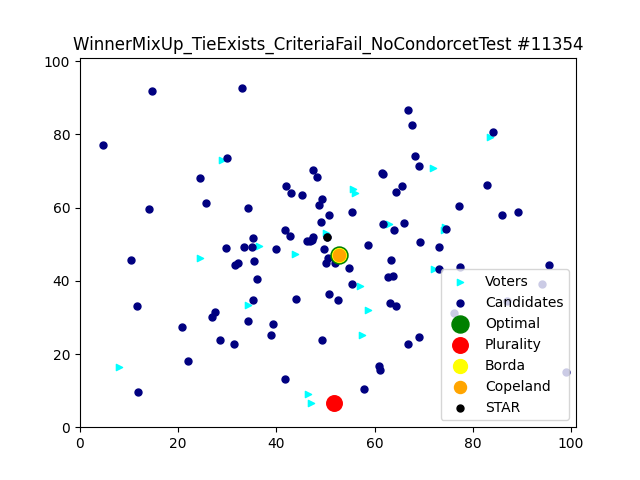 WinnerMixUp_TieExists_CriteriaFail_NoCondorcetTest #11354
100
80
60
40
20
0
0 20 40 60 80 100
Voters
Candidates
Optimal
Plurality
Borda
Copeland
STAR